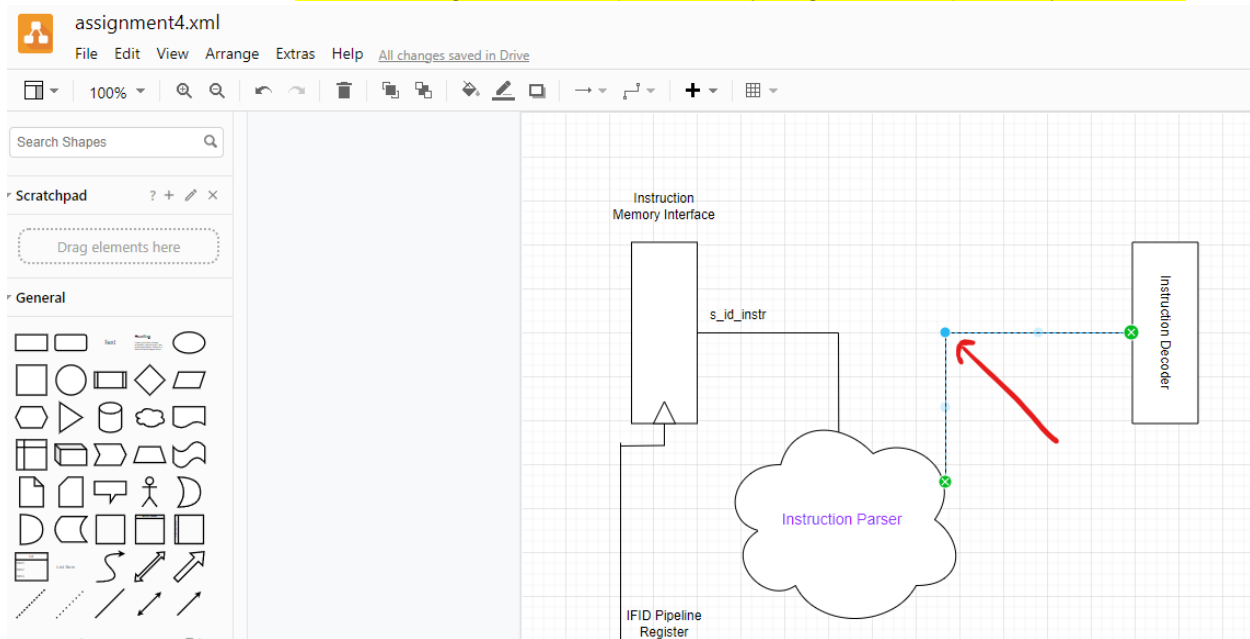 assignment4.xml
File Edit View Arrange Extras Help All changes saved in Drive
100%
Search Shapes
Scratchpad ? +
Drag elements here
General
Text
Heading
Instruction
Memory Interface
s_id_instr
Instruction Decoder
Instruction Parser
IFID Pipeline
Register